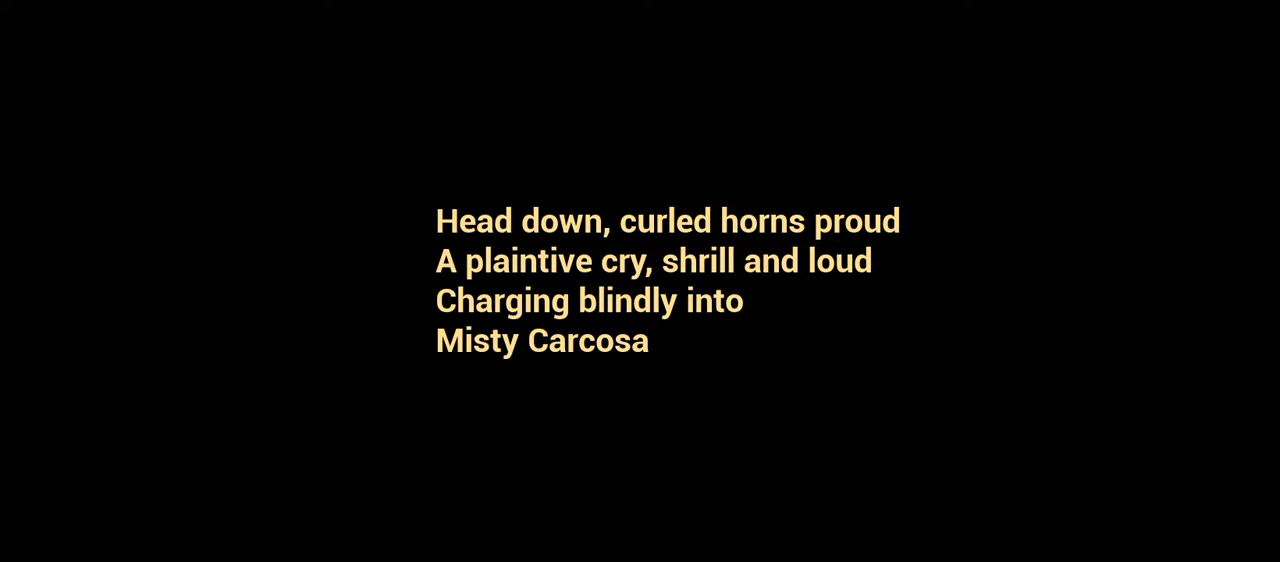 Head down, curled horns proud
A plaintive cry, shrill and loud
Charging blindly into
Misty Carcosa